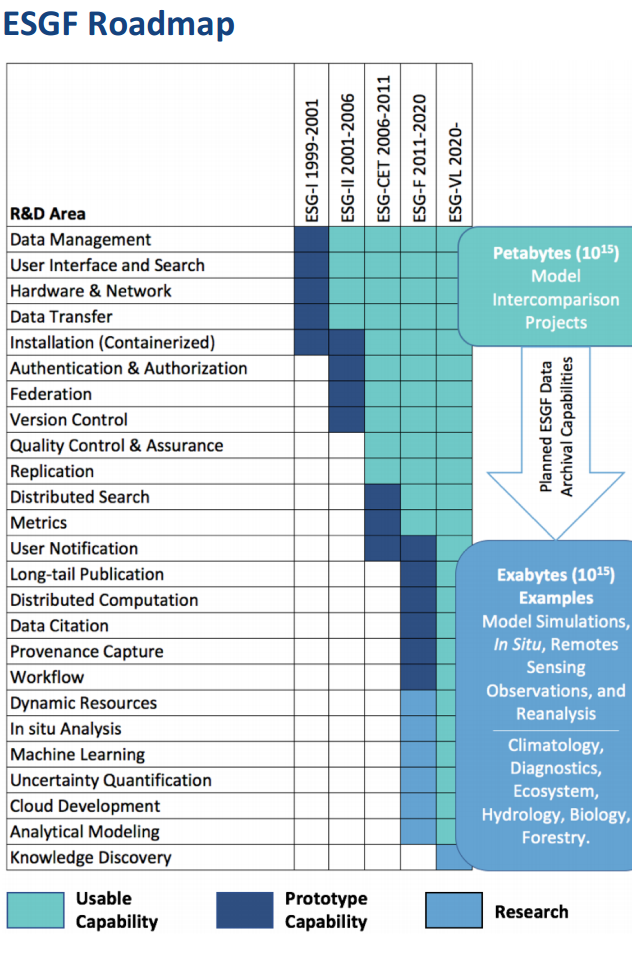 ESGF Roadmap
R&D Area
ESG-I 1999-2001
ESG-II 2001-2006
ESG-CET 2006-2011
ESG-F 2011-2020
ESG-VL 2020-
Data Management
User Interface and Search
Hardware & Network
Data Transfer
Installation (Containerized)
Authentication & Authorization
Federation
Version Control
Quality Control & Assurance
Replication
Distributed Search
Metrics
User Notification
Long-tail Publication
Distributed Computation
Data Citation
Provenance Capture
Workflow
Dynamic Resources
In situ Analysis
Machine Learning
Uncertainty Quantification
Cloud Development
Analytical Modeling
Knowledge Discovery
Petabytes (10¹⁵)
Model
Intercomparison
Projects
Planned ESGF Data
Archival Capabilities
Exabytes (10¹⁵)
Examples
Model Simulations,
In Situ, Remotes
Sensing
Observations, and
Reanalysis
Climatology,
Diagnostics,
Ecosystem,
Hydrology, Biology,
Forestry.
Usable
Capability
Prototype
Capability
Research